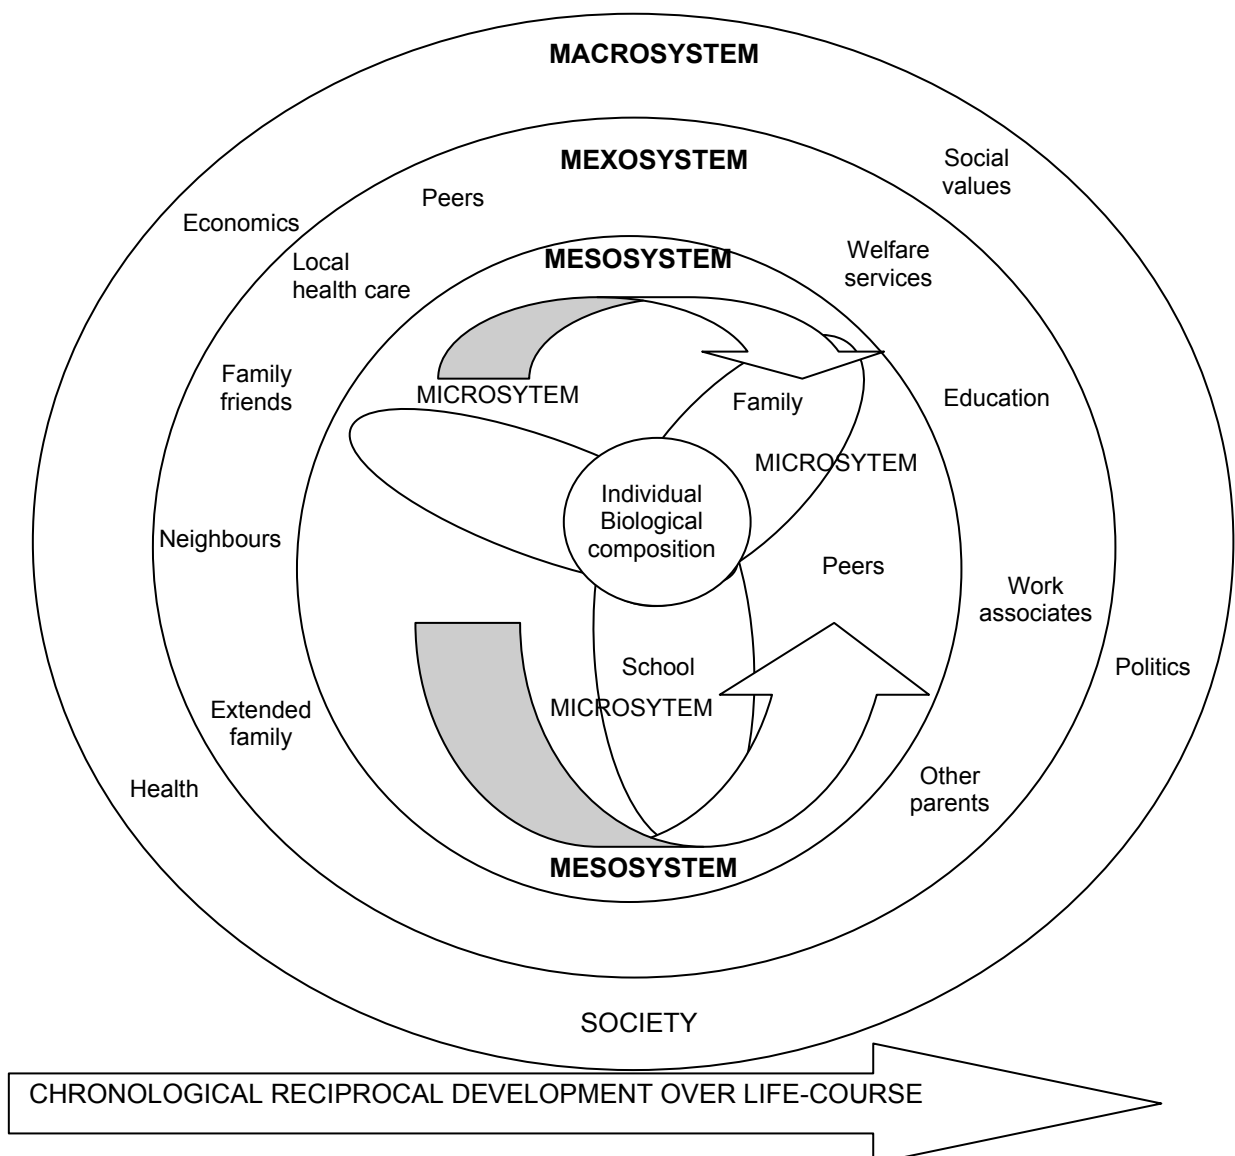 MACROSYSTEM
MEXOSYSTEM
Social
values
Peers
Economics
MESOSYSTEM
Welfare
services
Local
health care
Family
friends
MICROSYTEM
Family
Education
MICROSYTEM
Individual
Biological
composition
Neighbours
Peers
Work
associates
School
Politics
MICROSYTEM
Extended
family
Health
Other
parents
MESOSYSTEM
SOCIETY
CHRONOLOGICAL RECIPROCAL DEVELOPMENT OVER LIFE-COURSE